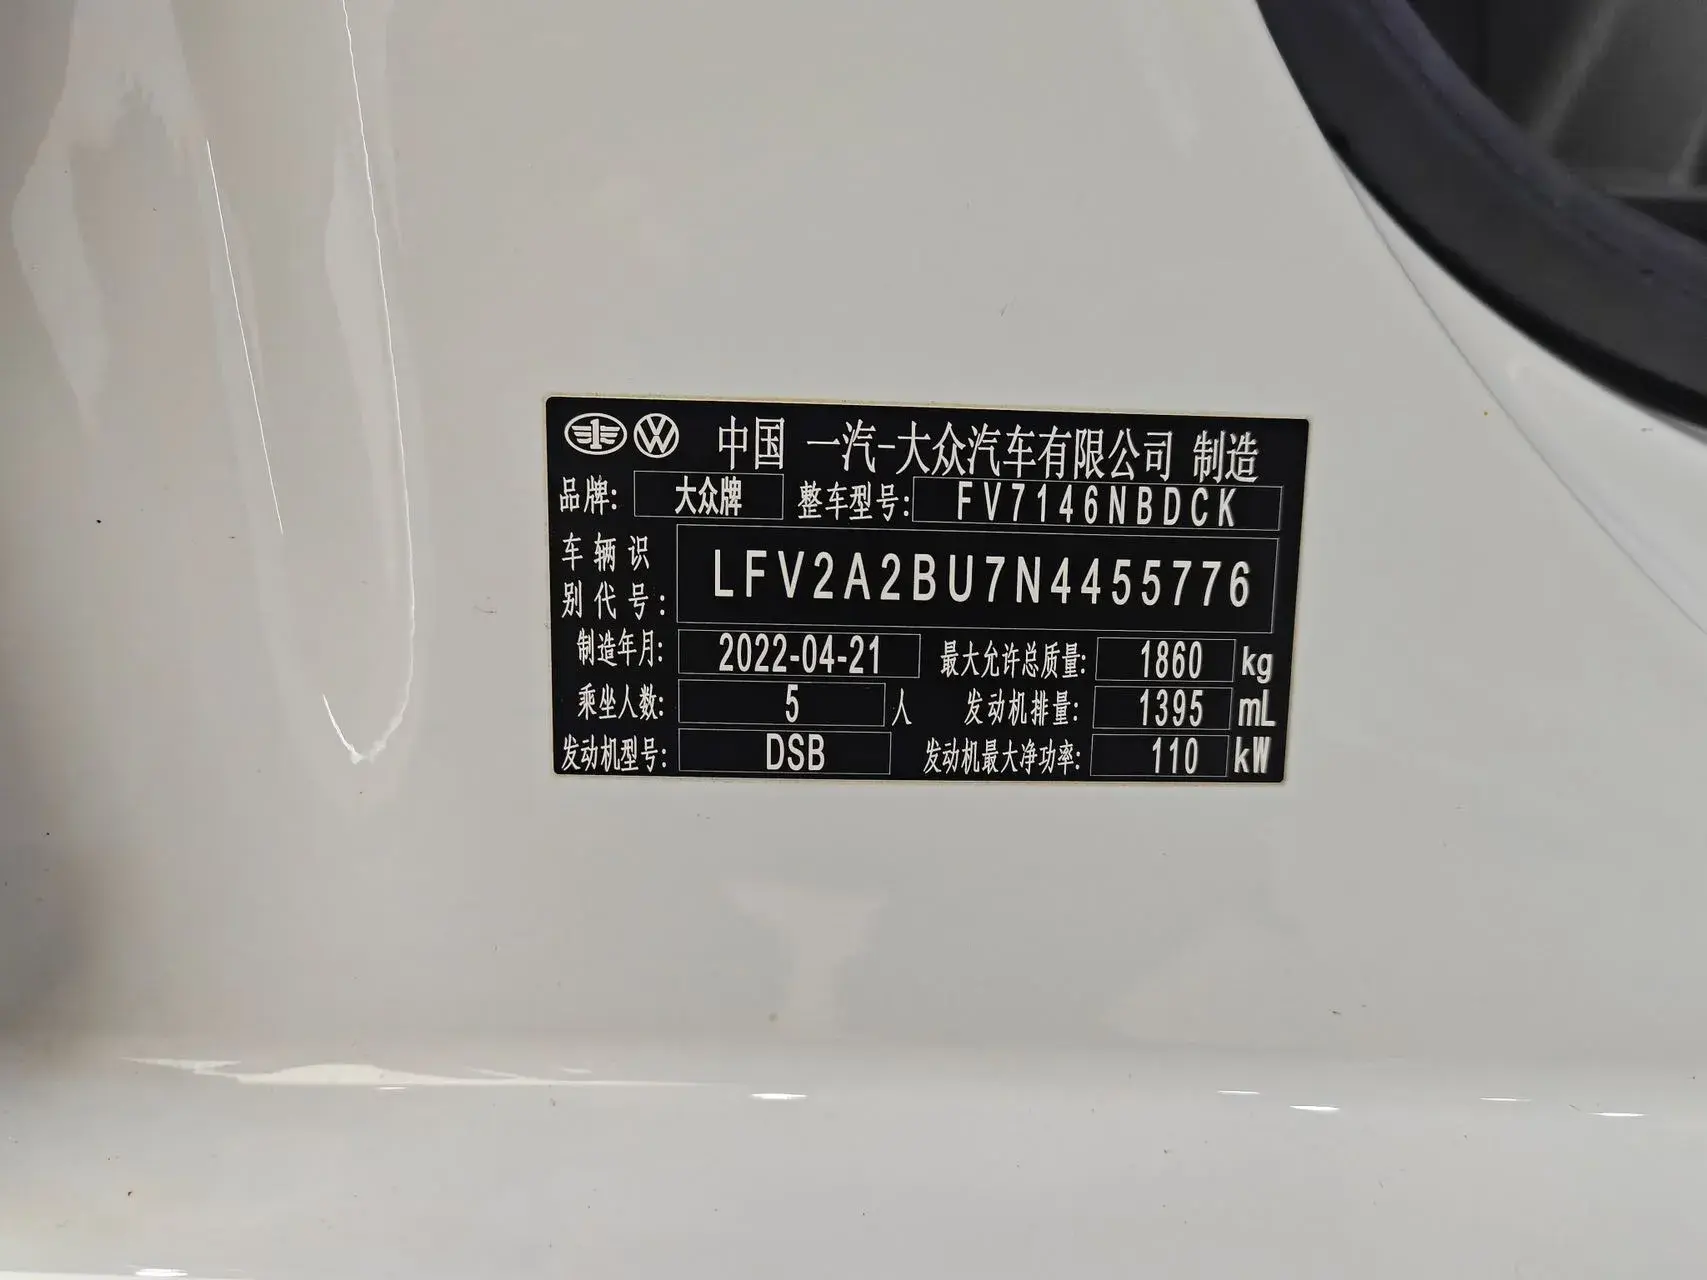 中国 一汽-大众汽车有限公司 制造
品牌: 大众牌 整车型号: FV7146NBDCK
车辆识别代号: LFV2A2BU7N4455776
制造年月: 2022-04-21 最大允许总质量: 1860 kg
乘坐人数: 5 人 发动机排量: 1395 mL
发动机型号: DSB 发动机最大净功率: 110 kW